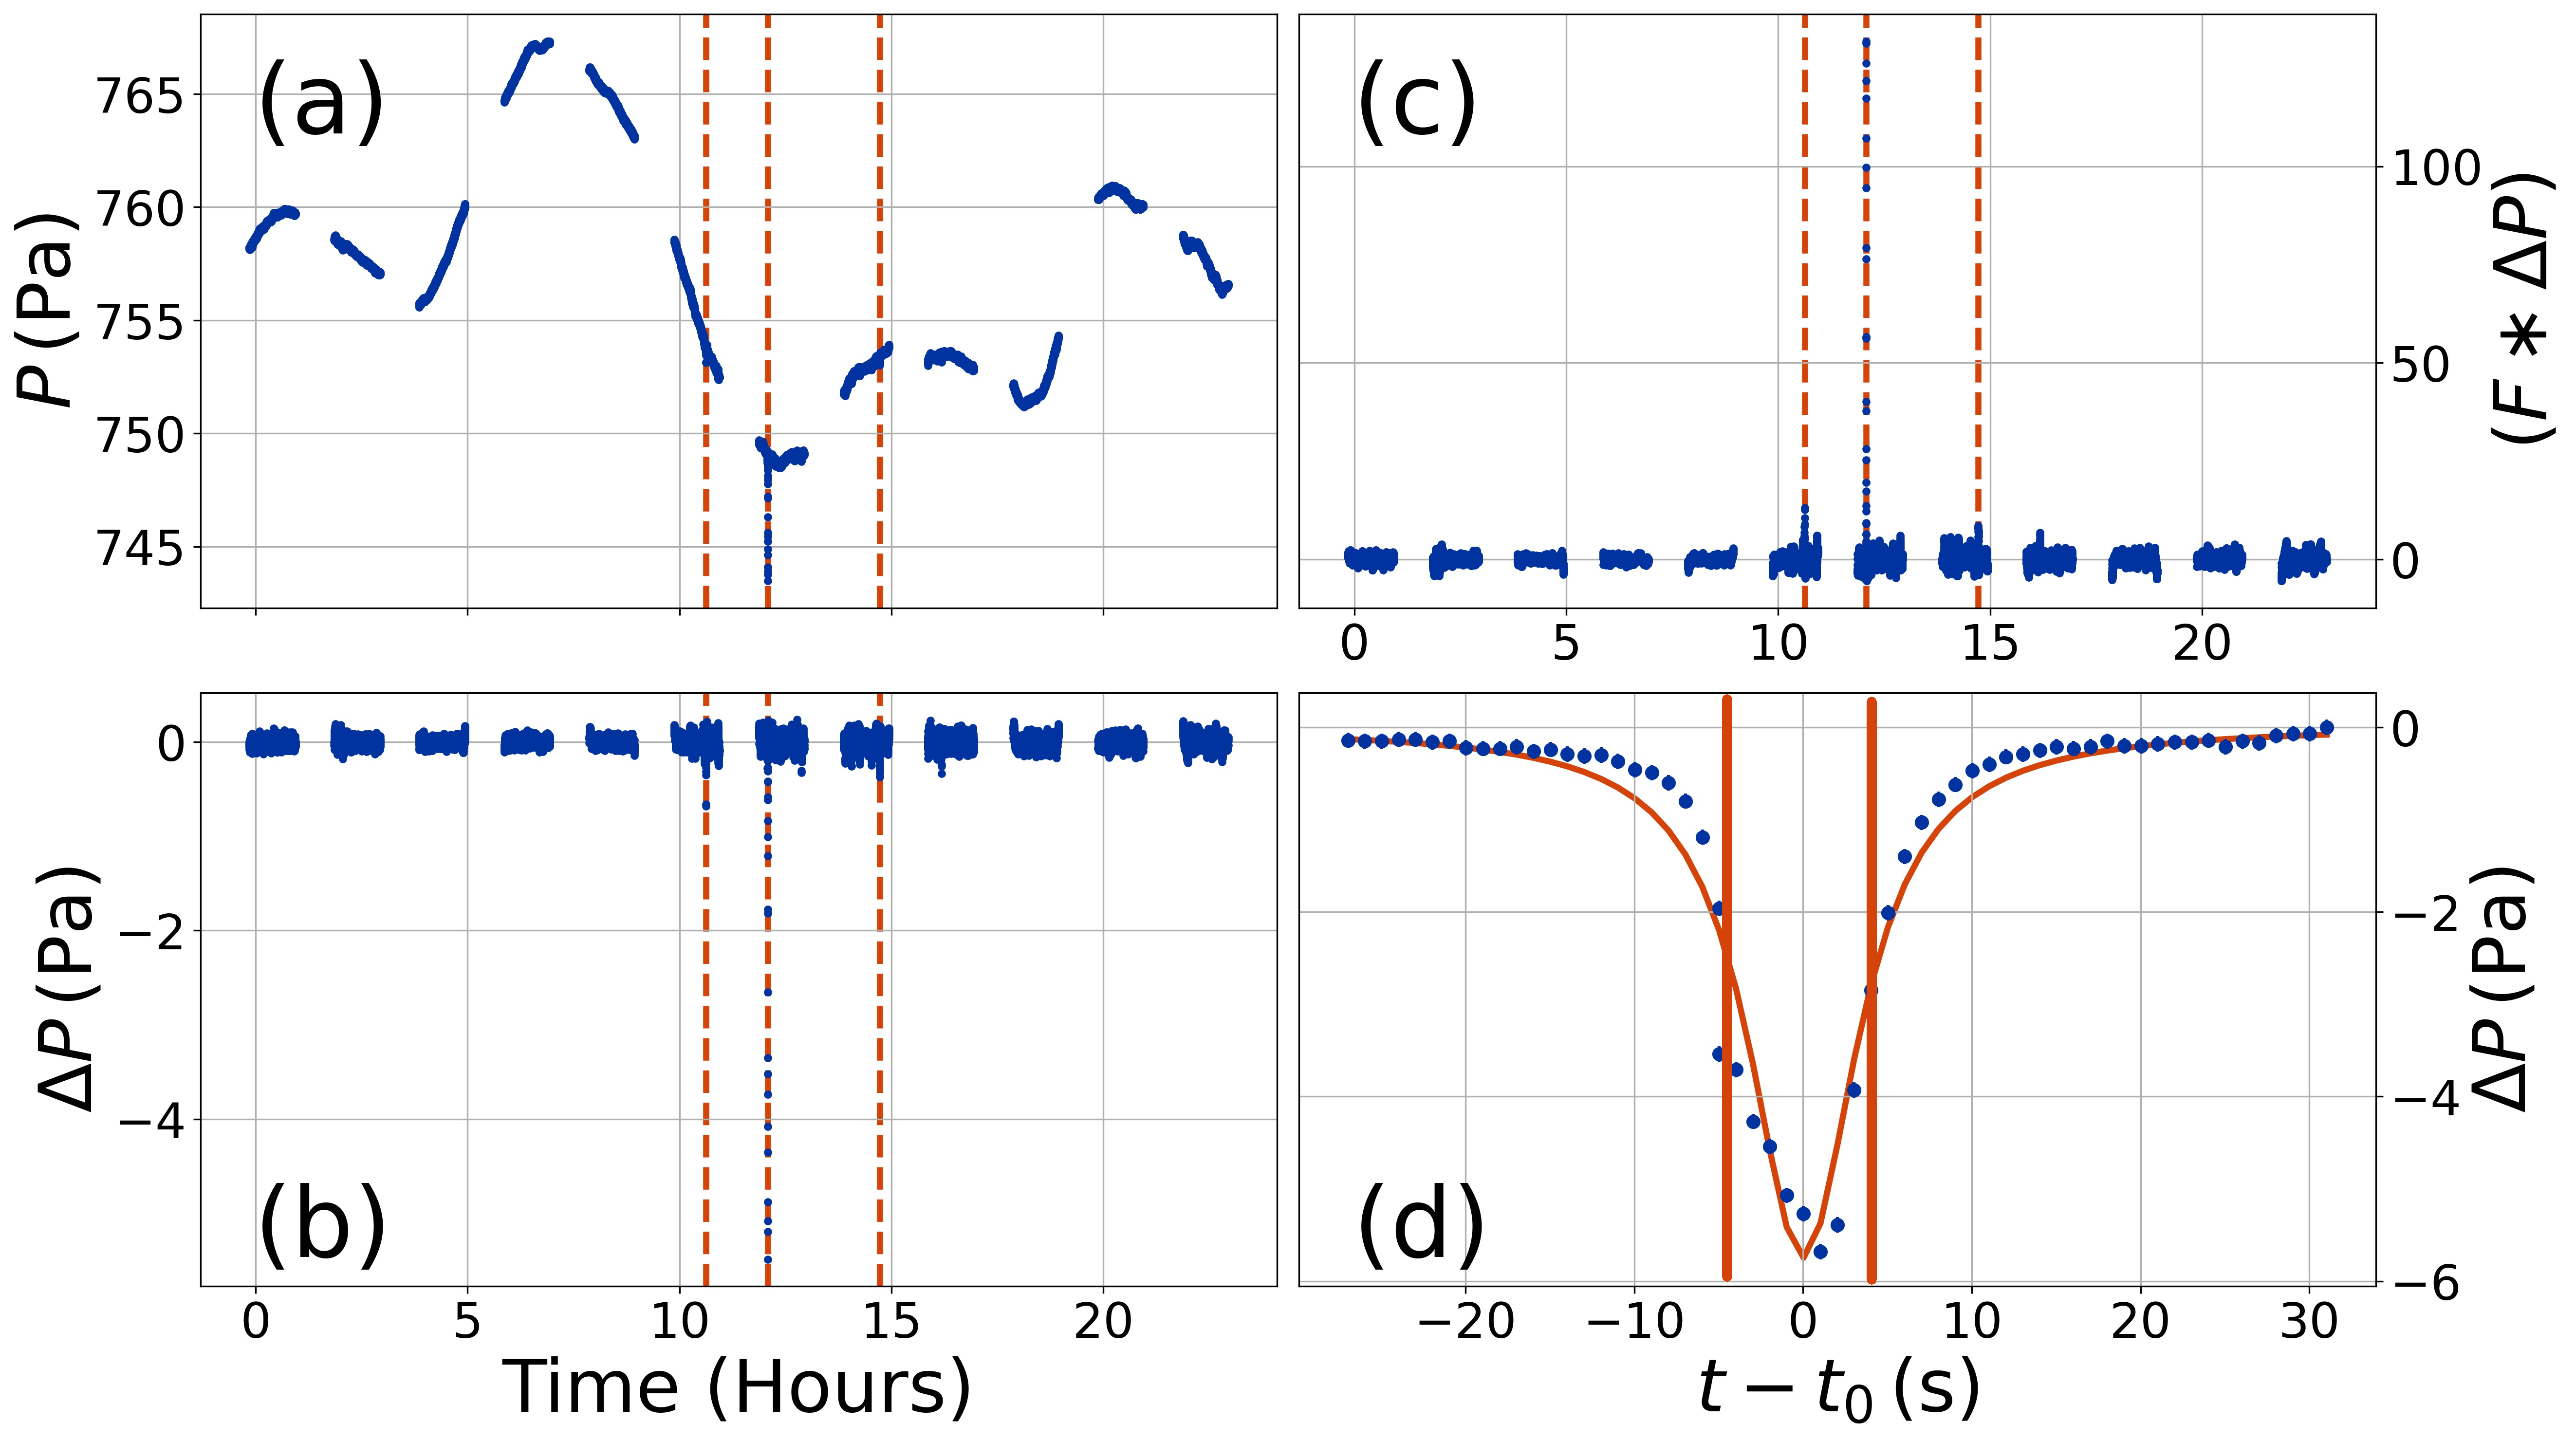 (a)
765
760
755
750
745
P (Pa)
(c)
100
50
0
(F ∗ ΔP)
0 5 10 15 20
(b)
0
−2
−4
ΔP (Pa)
0 5 10 15 20
Time (Hours)
(d)
0
−2
−4
−6
ΔP (Pa)
−20 −10 0 10 20 30
t − t₀ (s)